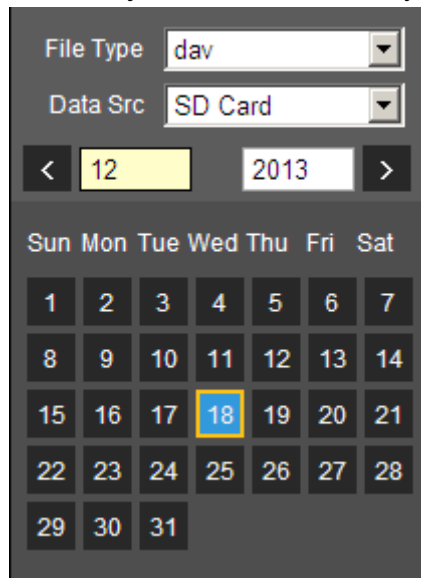 File Type dav
Data Src SD Card
< 12 2013 >
Sun Mon Tue Wed Thu Fri Sat
1 2 3 4 5 6 7
8 9 10 11 12 13 14
15 16 17 18 19 20 21
22 23 24 25 26 27 28
29 30 31